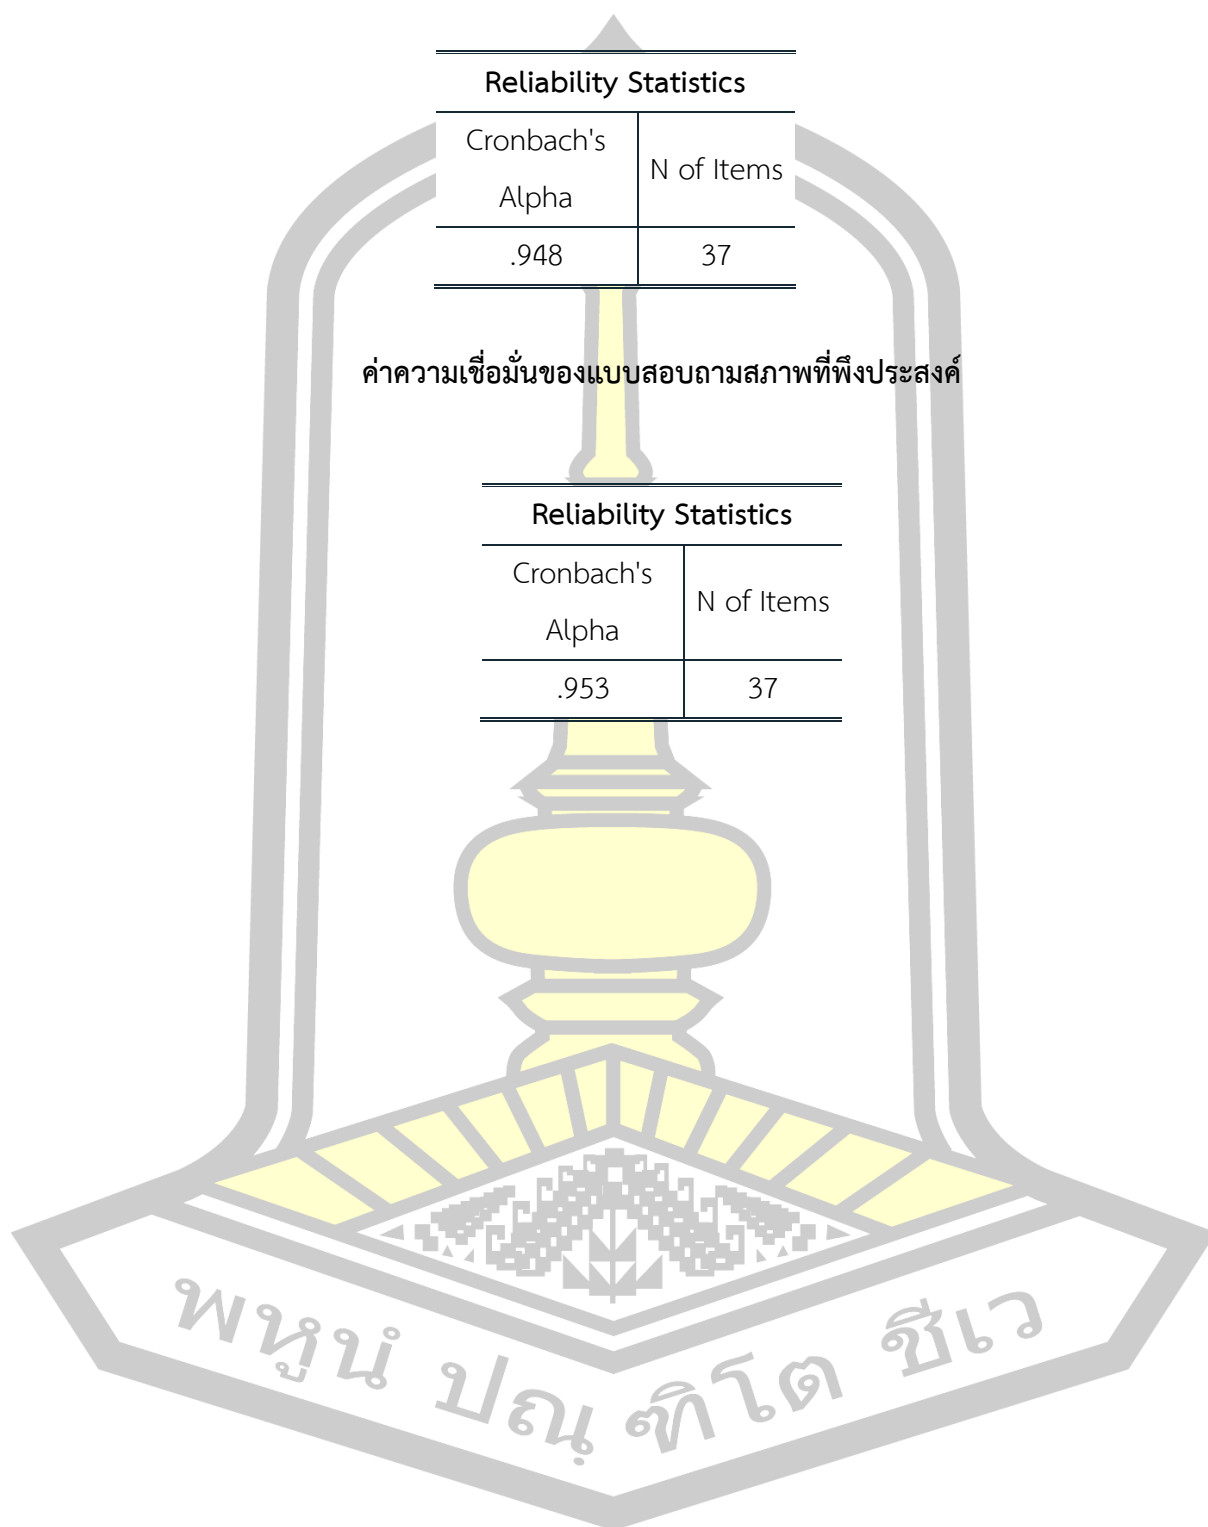 Reliability Statistics
Cronbach's
Alpha
N of Items
.948 37
ค่าความเชื่อมั่นของแบบสอบถามสภาพที่พึงประสงค์
Reliability Statistics
Cronbach's
Alpha
N of Items
.953 37
พหูนํ ปณฺฑิโต ชีเว